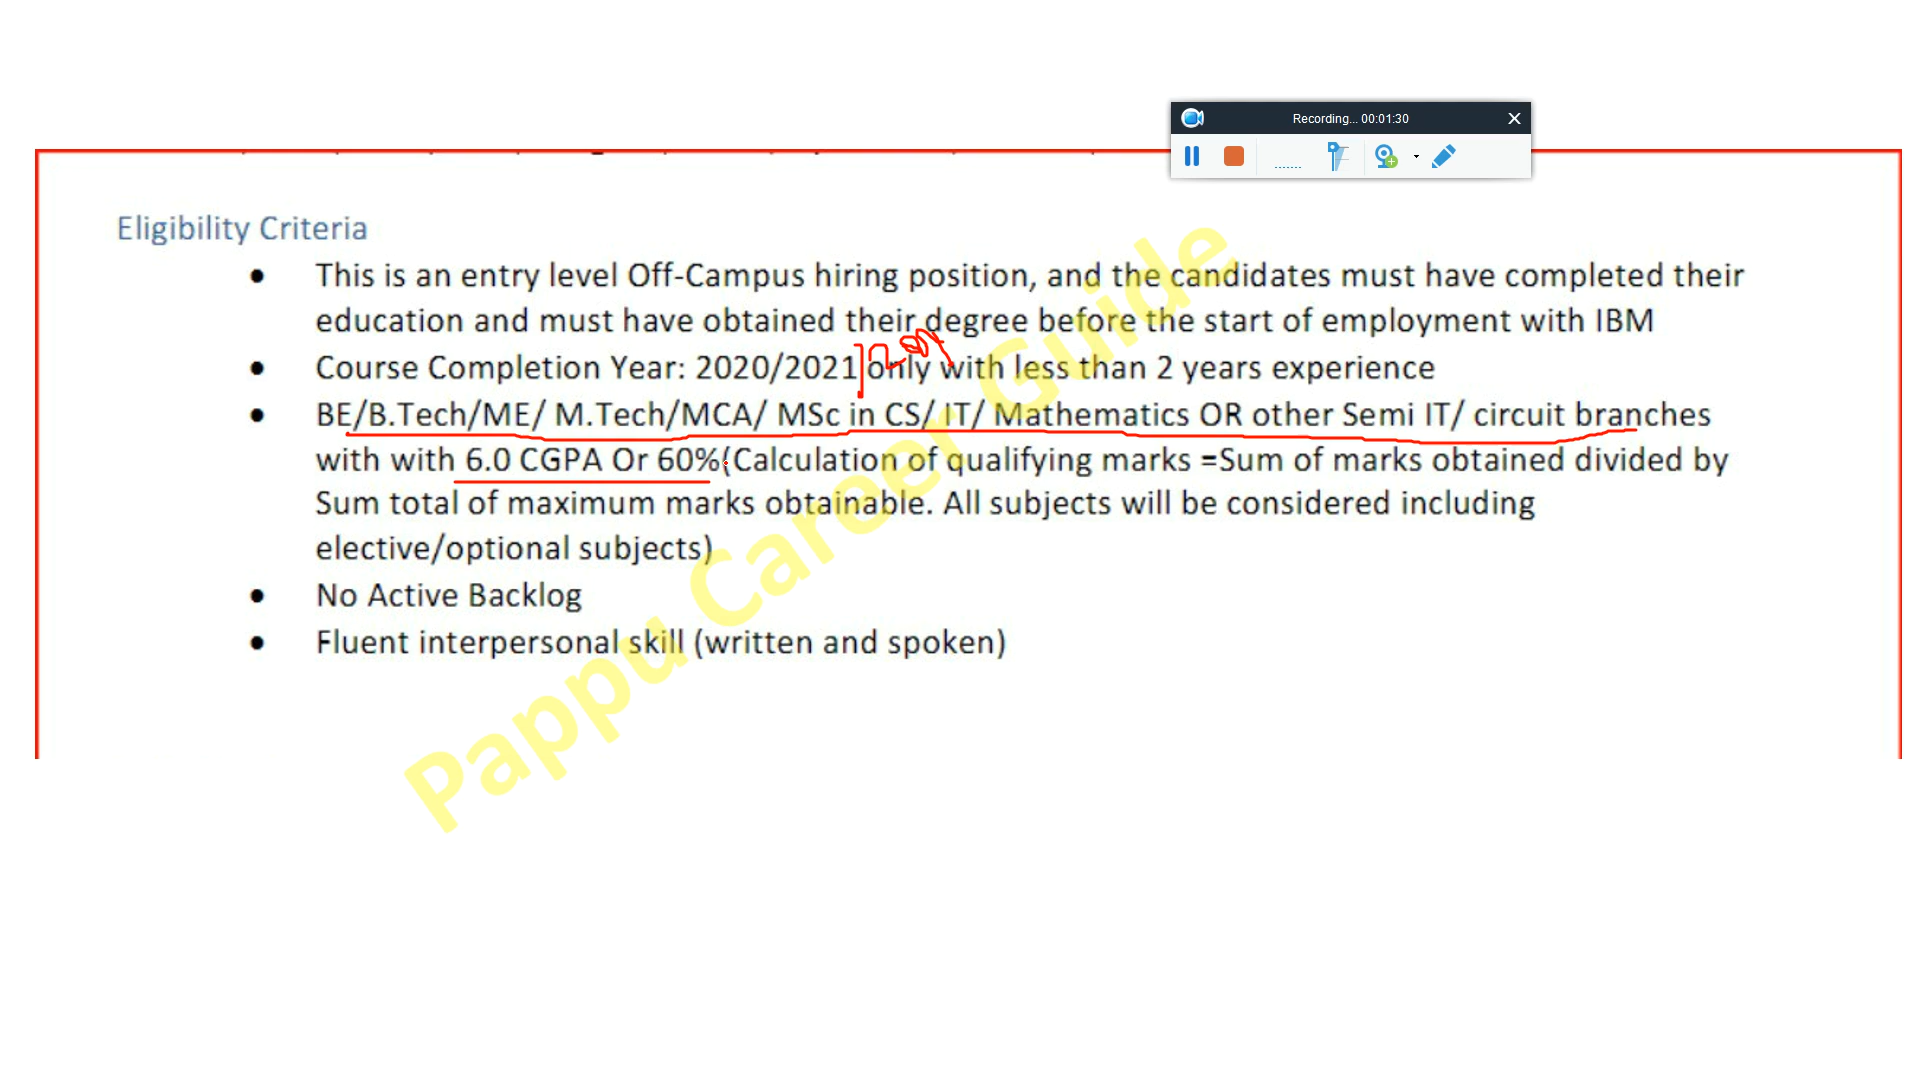 Recording... 00:01:30
Eligibility Criteria
• This is an entry level Off-Campus hiring position, and the candidates must have completed their
education and must have obtained their degree before the start of employment with IBM
• Course Completion Year: 2020/2021 only with less than 2 years experience
• BE/B.Tech/ME/ M.Tech/MCA/ MSc in CS/ IT/ Mathematics OR other Semi IT/ circuit branches
with with 6.0 CGPA Or 60%(Calculation of qualifying marks =Sum of marks obtained divided by
Sum total of maximum marks obtainable. All subjects will be considered including
elective/optional subjects)
• No Active Backlog
• Fluent interpersonal skill (written and spoken)
Pappu Career Guide